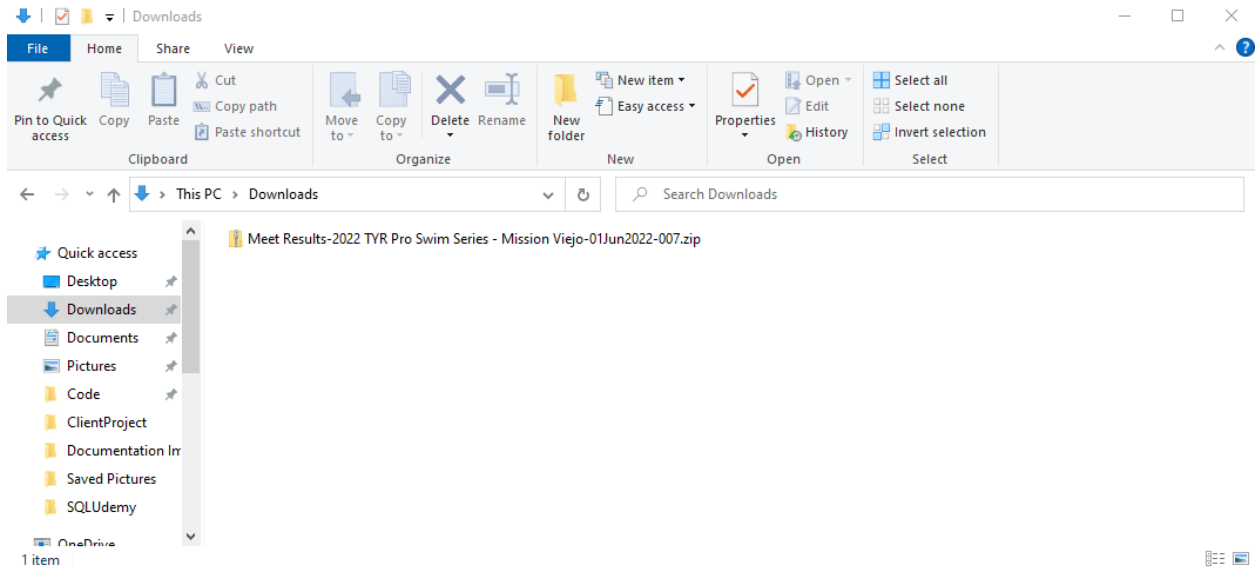 Downloads
File Home Share View ?
Pin to Quick access Copy Paste Cut Copy path Paste shortcut Move to Copy to Delete Rename New folder New item Easy access Properties Open Edit History Select all Select none Invert selection
Clipboard Organize New Open Select
This PC > Downloads Search Downloads
Quick access
Meet Results-2022 TYR Pro Swim Series - Mission Viejo-01Jun2022-007.zip
Desktop
Downloads
Documents
Pictures
Code
ClientProject
Documentation Im
Saved Pictures
SQLUdemy
OneDrive
1 item